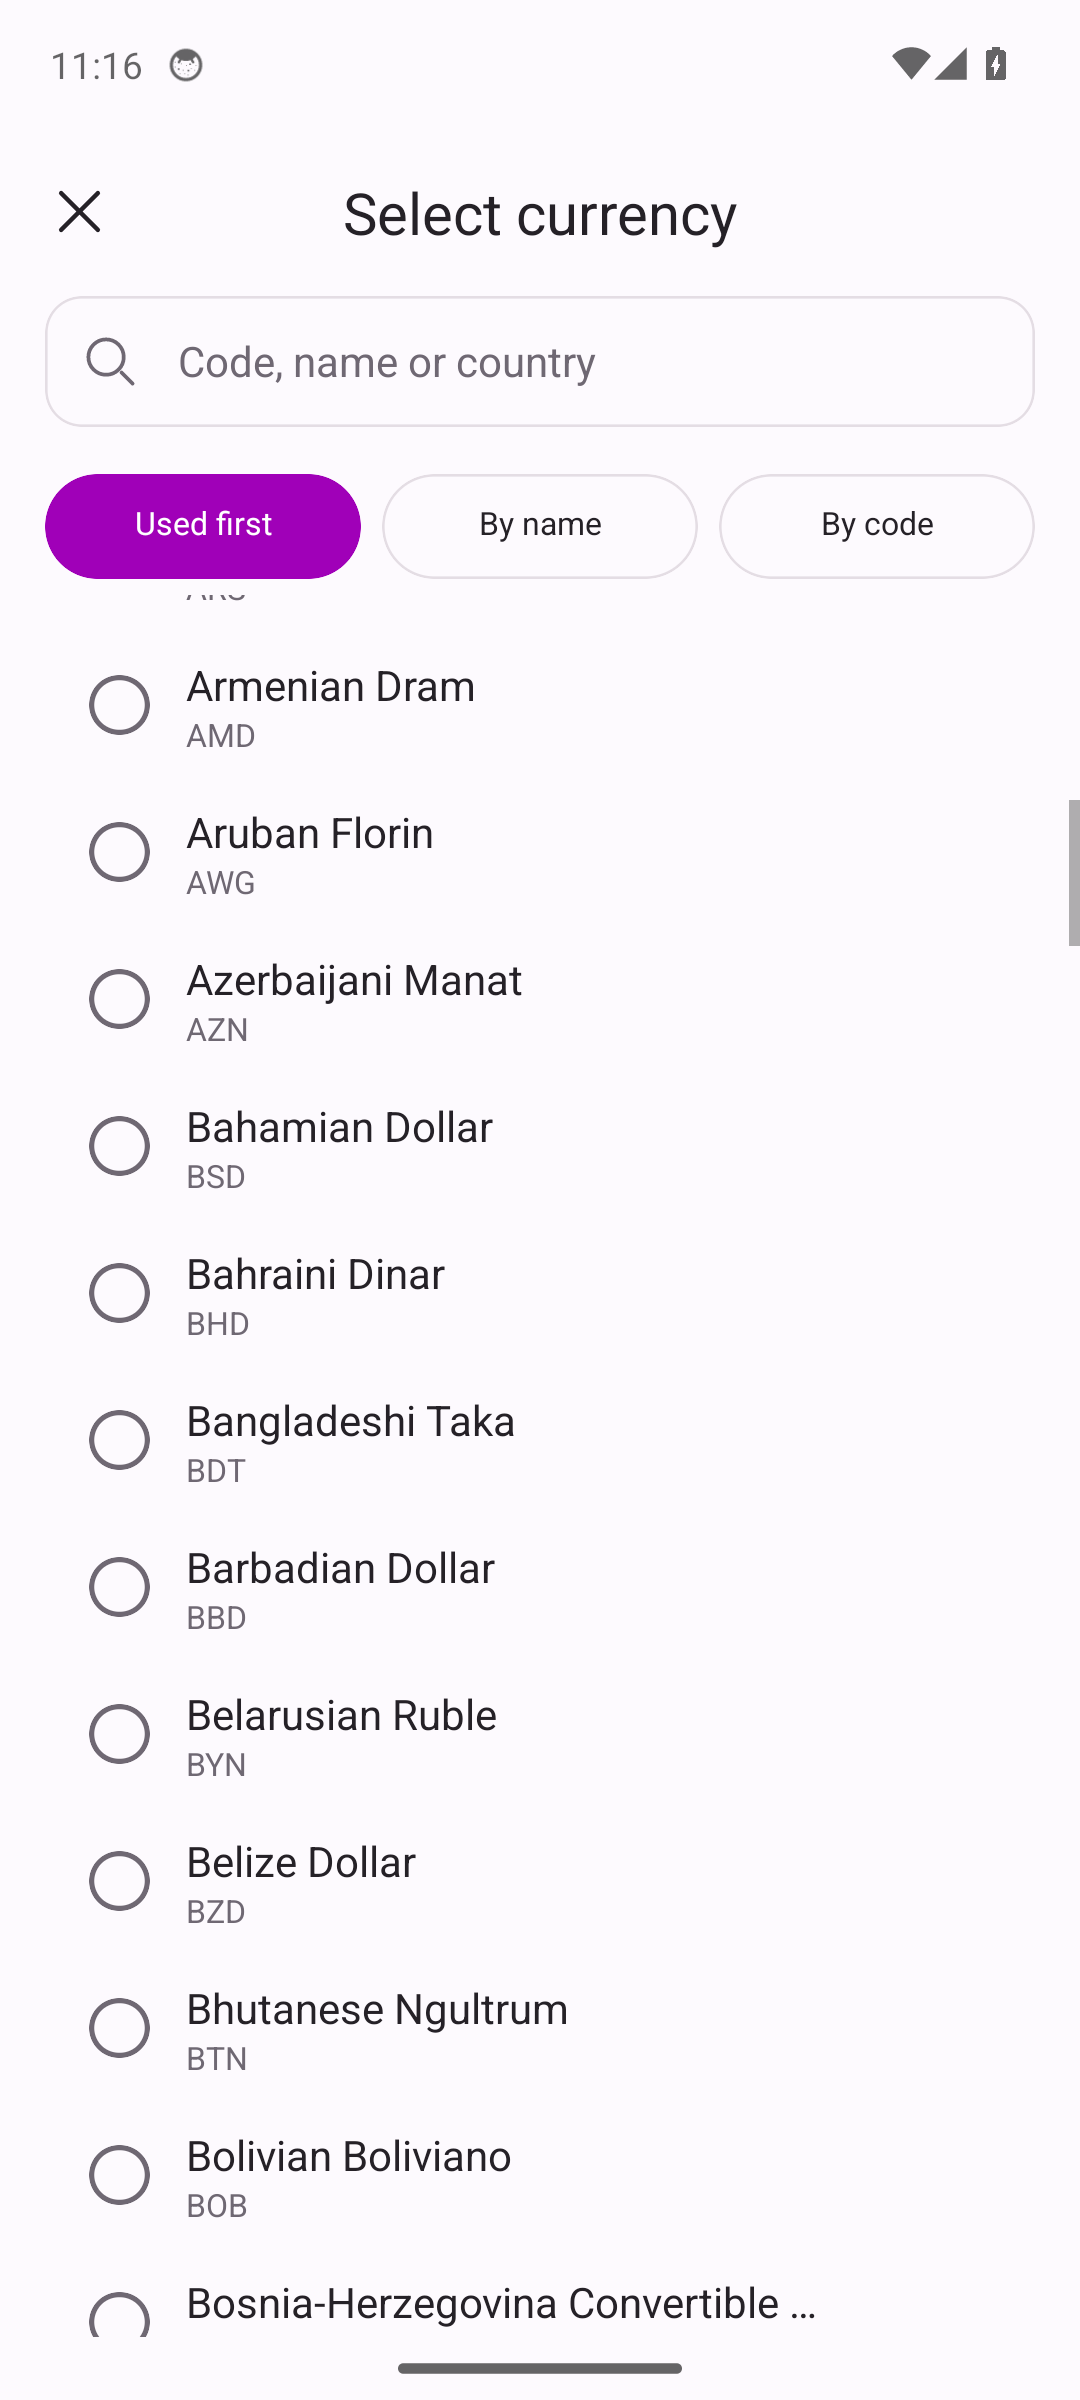 11:16
Select currency
Code, name or country
Used first
By name
By code
Armenian Dram
AMD
Aruban Florin
AWG
Azerbaijani Manat
AZN
Bahamian Dollar
BSD
Bahraini Dinar
BHD
Bangladeshi Taka
BDT
Barbadian Dollar
BBD
Belarusian Ruble
BYN
Belize Dollar
BZD
Bhutanese Ngultrum
BTN
Bolivian Boliviano
BOB
Bosnia-Herzegovina Convertible ...